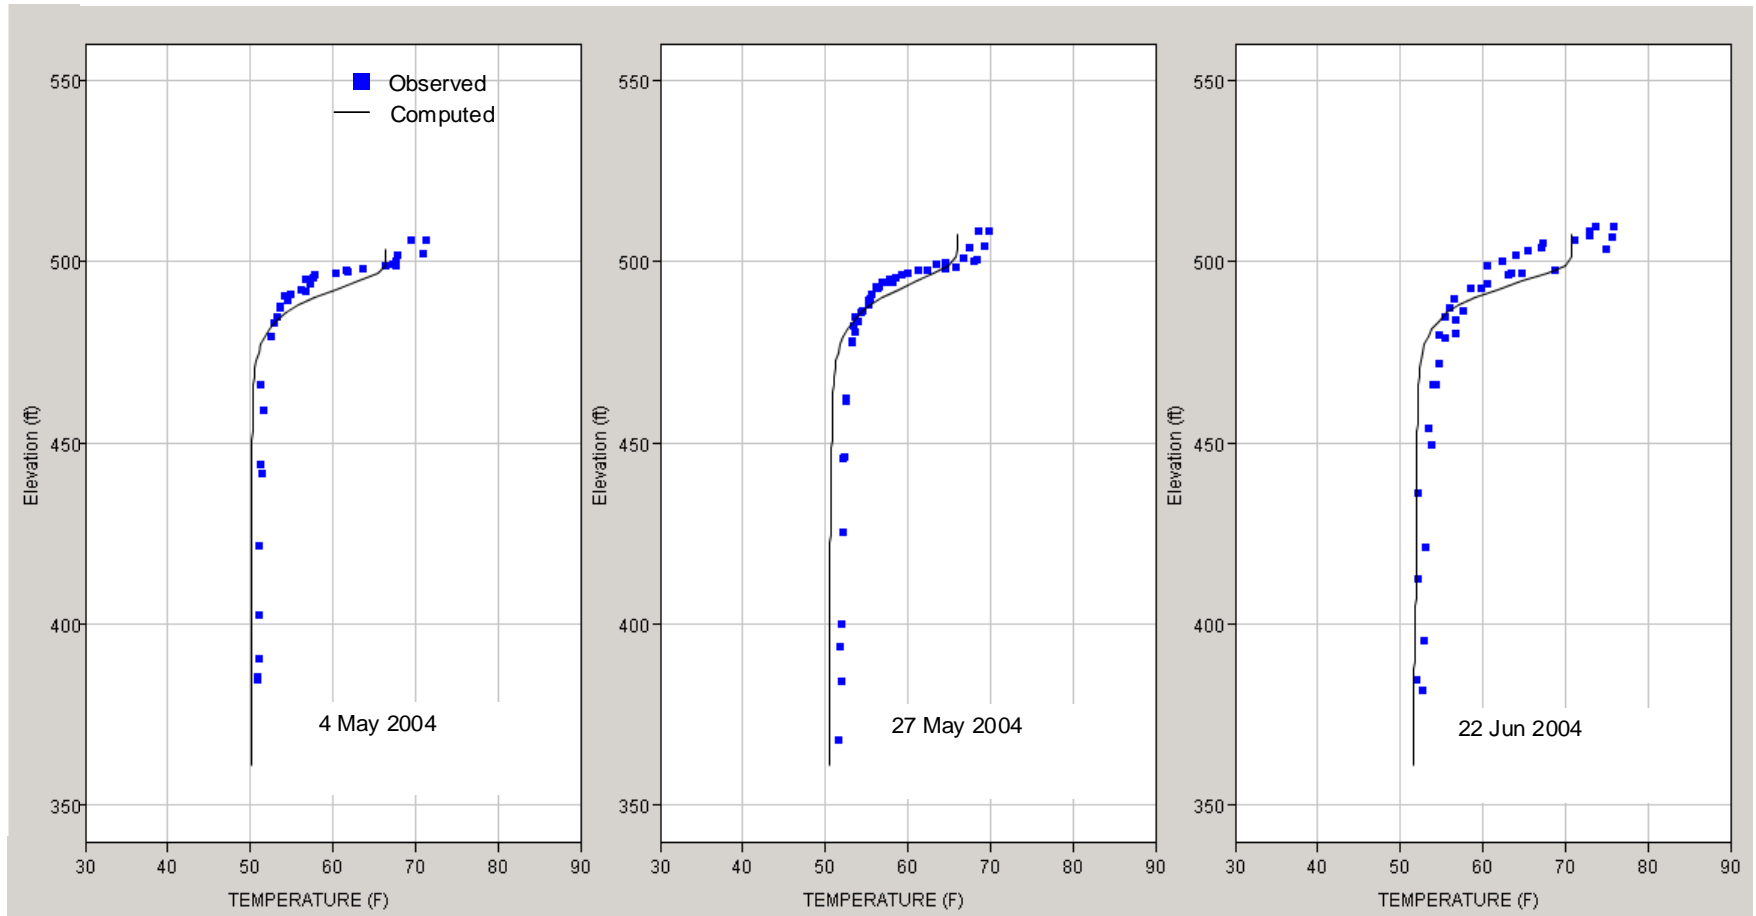 550
500
450
400
350
Elevation (ft)
Observed
Computed
4 May 2004
30 40 50 60 70 80 90
TEMPERATURE (F)
550
500
450
400
350
Elevation (ft)
27 May 2004
30 40 50 60 70 80 90
TEMPERATURE (F)
550
500
450
400
350
Elevation (ft)
22 Jun 2004
30 40 50 60 70 80 90
TEMPERATURE (F)